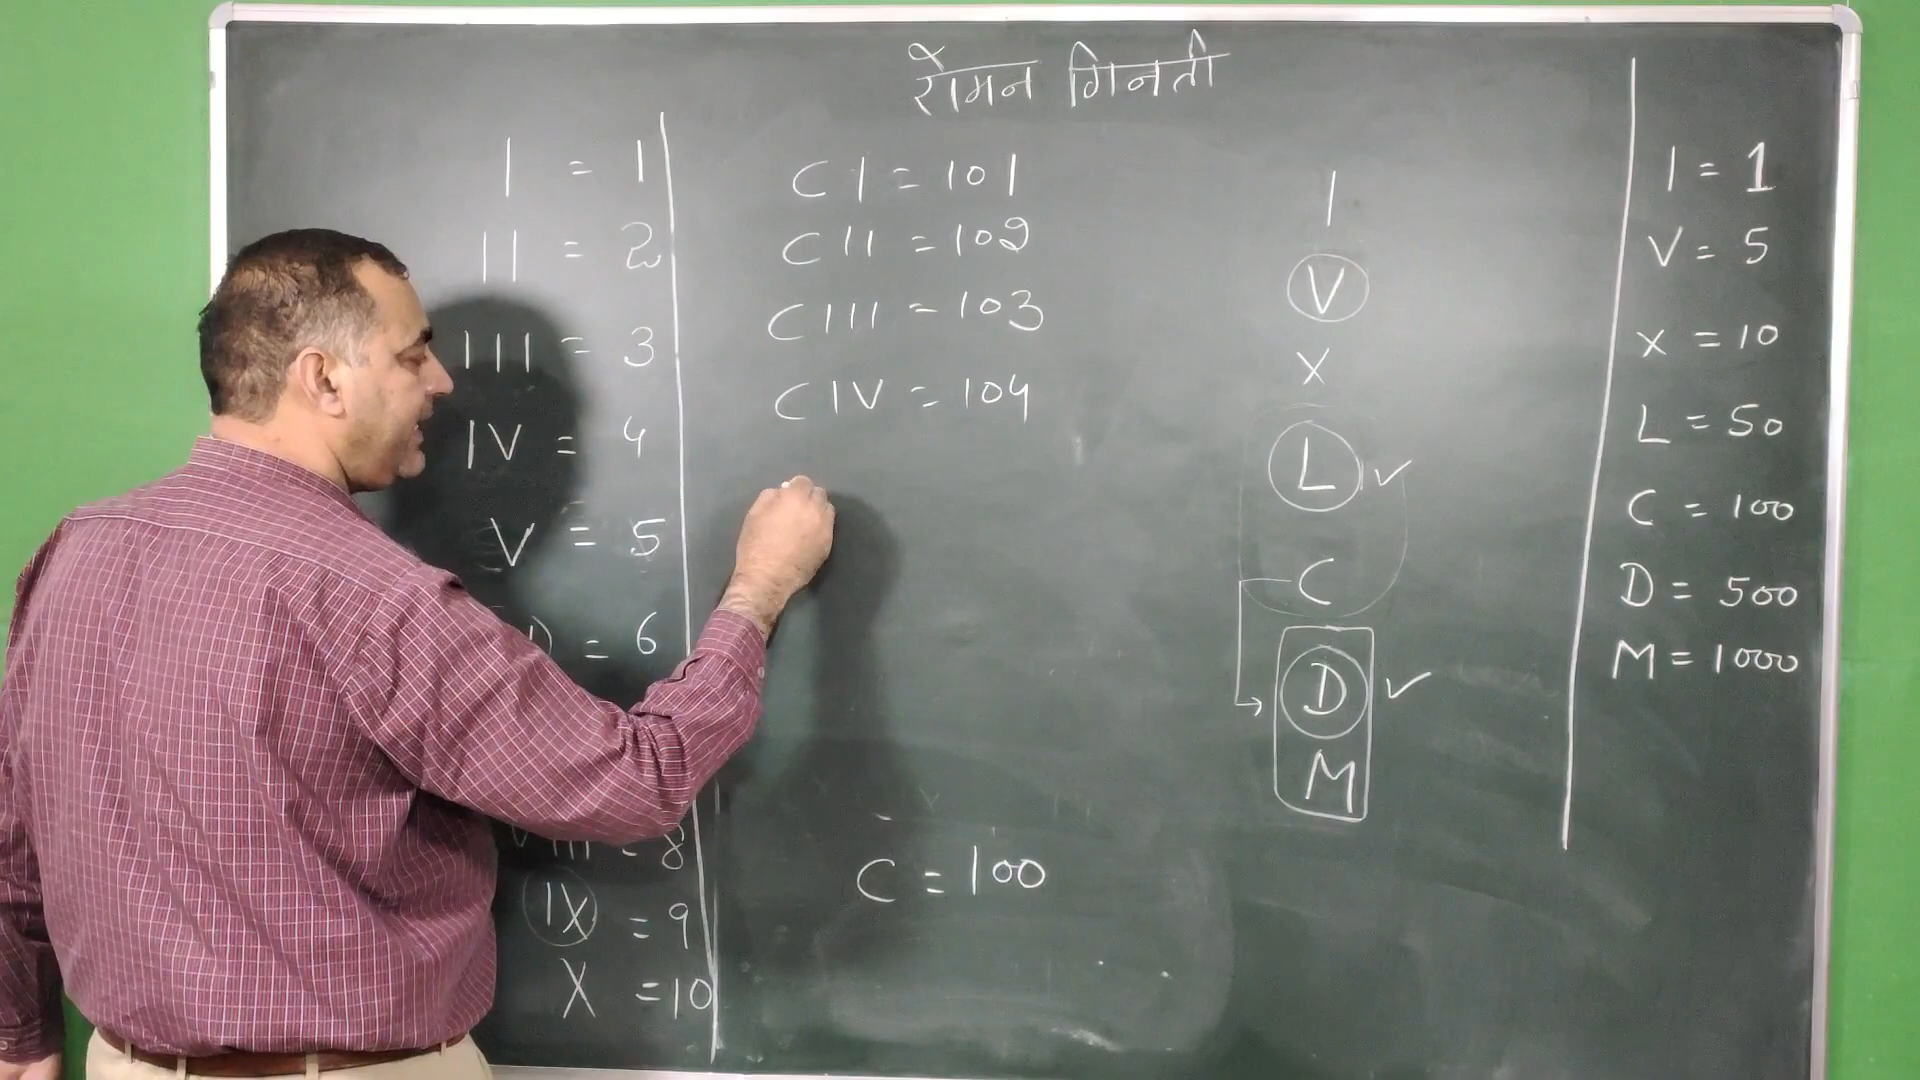 रोमन गिनती
I = 1
II = 2
III = 3
IV = 4
V = 5
= 6
VIII = 8
IX = 9
X = 10
CI = 101
CII = 102
CIII = 103
CIV = 104
C = 100
I
V
X
L ✓
C
D ✓
M
I = 1
V = 5
X = 10
L = 50
C = 100
D = 500
M = 1000